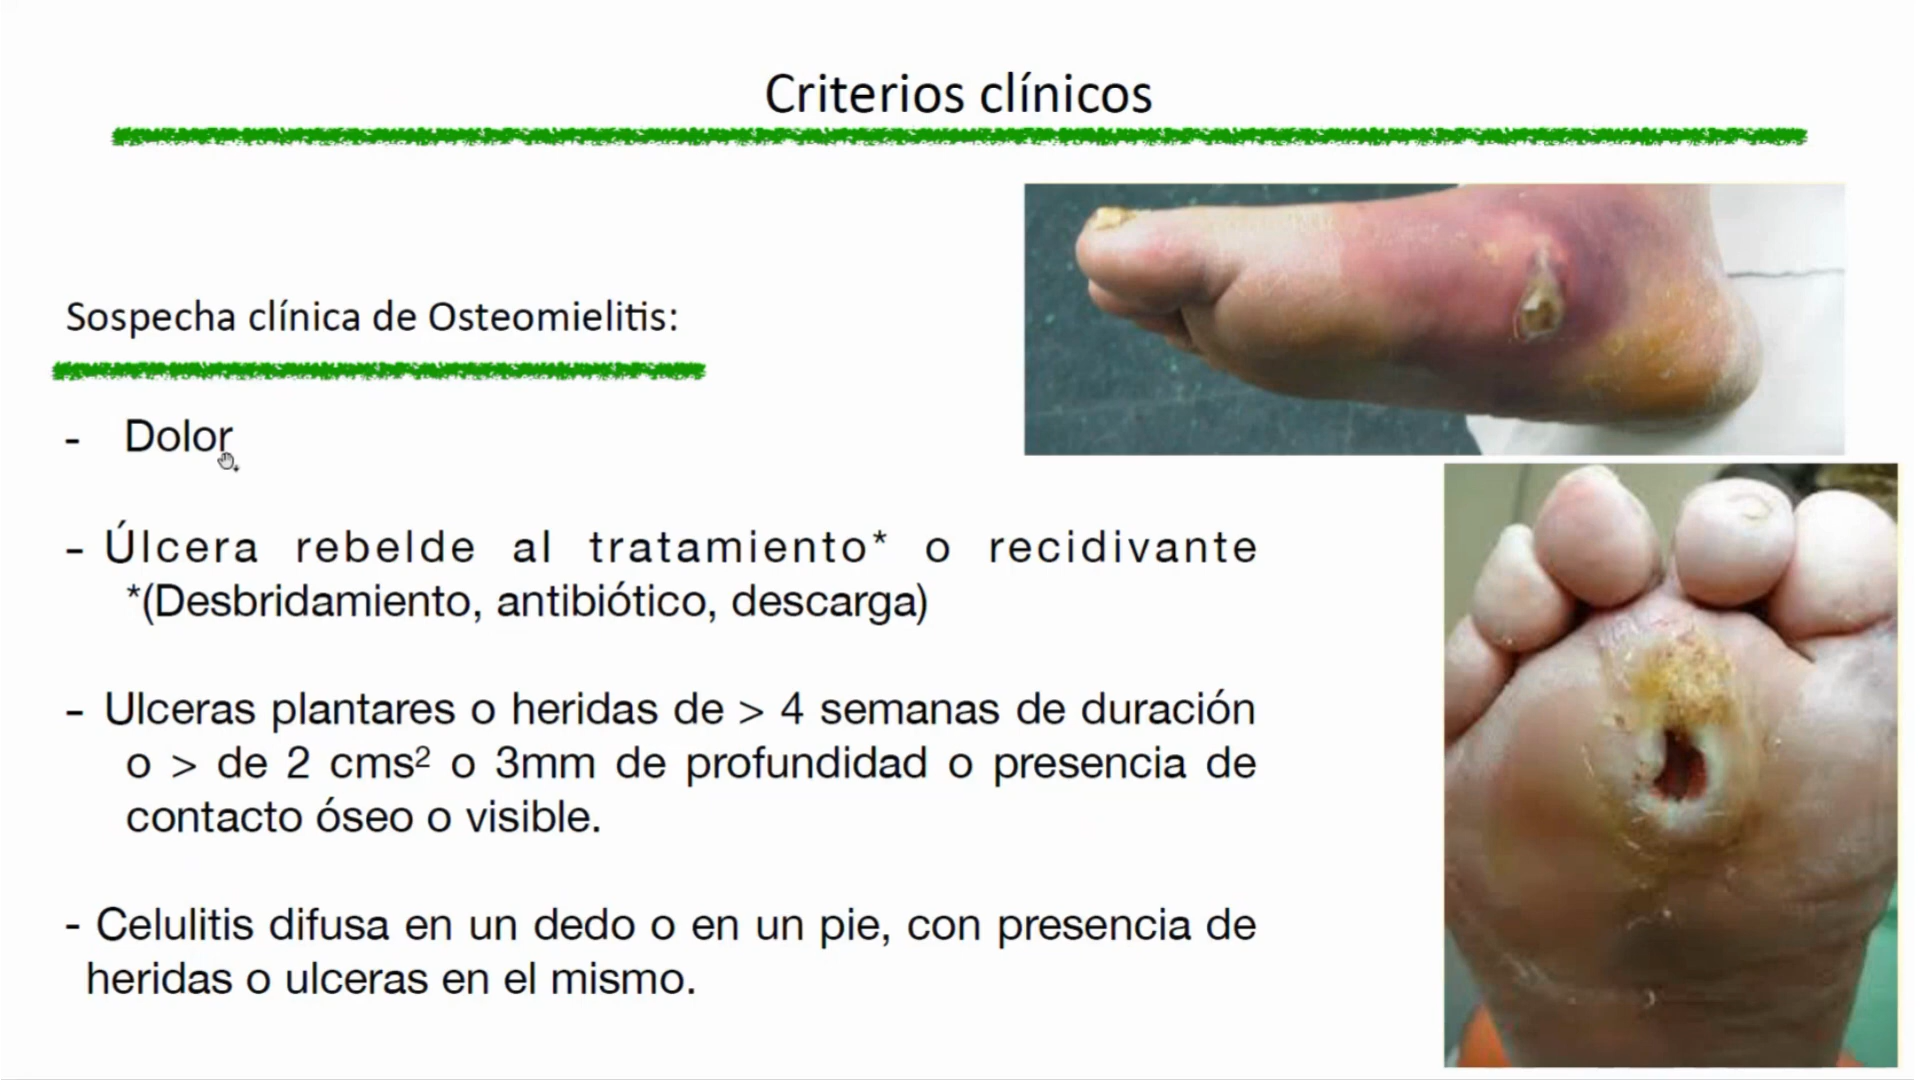 Criterios clínicos
Sospecha clínica de Osteomielitis:
- Dolor
- Úlcera rebelde al tratamiento* o recidivante
*(Desbridamiento, antibiótico, descarga)
- Ulceras plantares o heridas de > 4 semanas de duración
o > de 2 cms² o 3mm de profundidad o presencia de
contacto óseo o visible.
- Celulitis difusa en un dedo o en un pie, con presencia de
heridas o ulceras en el mismo.